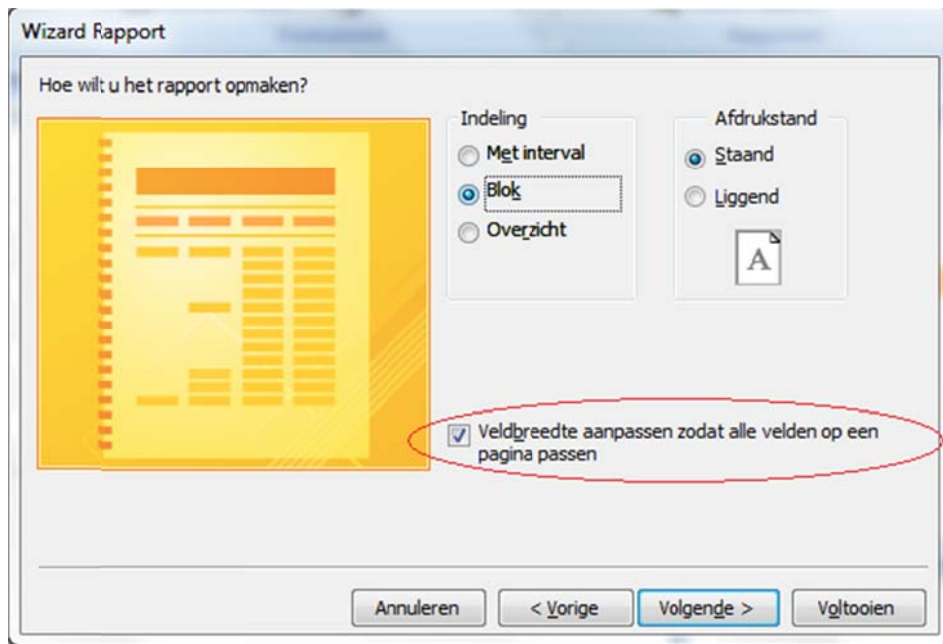 Wizard Rapport
Hoe wilt u het rapport opmaken?
Indeling
Met interval
Blok
Overzicht
Afdrukstand
Staand
Liggend
A
Veldbreedte aanpassen zodat alle velden op een
pagina passen
Annuleren
< Vorige
Volgende >
Voltooien